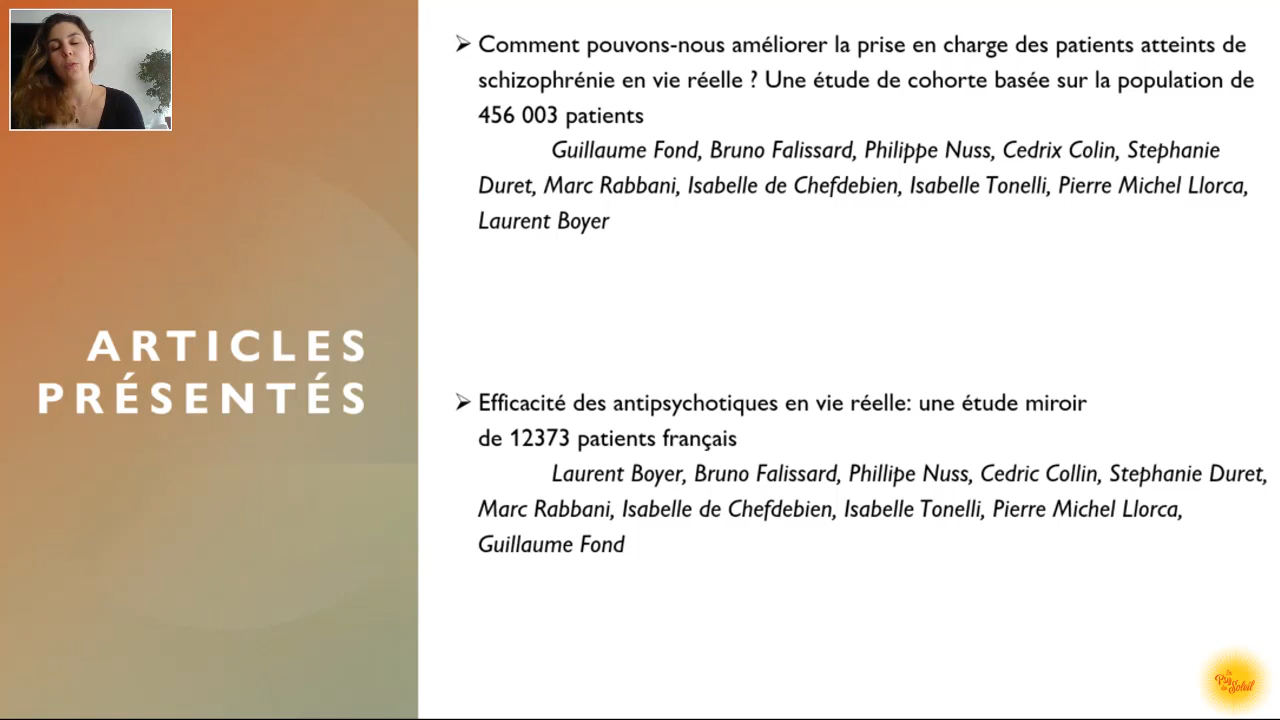 ARTICLES
PRÉSENTÉS
➢ Comment pouvons-nous améliorer la prise en charge des patients atteints de
schizophrénie en vie réelle ? Une étude de cohorte basée sur la population de
456 003 patients
Guillaume Fond, Bruno Falissard, Philippe Nuss, Cedrix Colin, Stephanie
Duret, Marc Rabbani, Isabelle de Chefdebien, Isabelle Tonelli, Pierre Michel Llorca,
Laurent Boyer
➢ Efficacité des antipsychotiques en vie réelle: une étude miroir
de 12373 patients français
Laurent Boyer, Bruno Falissard, Phillipe Nuss, Cedric Collin, Stephanie Duret,
Marc Rabbani, Isabelle de Chefdebien, Isabelle Tonelli, Pierre Michel Llorca,
Guillaume Fond
Psy
Soleil